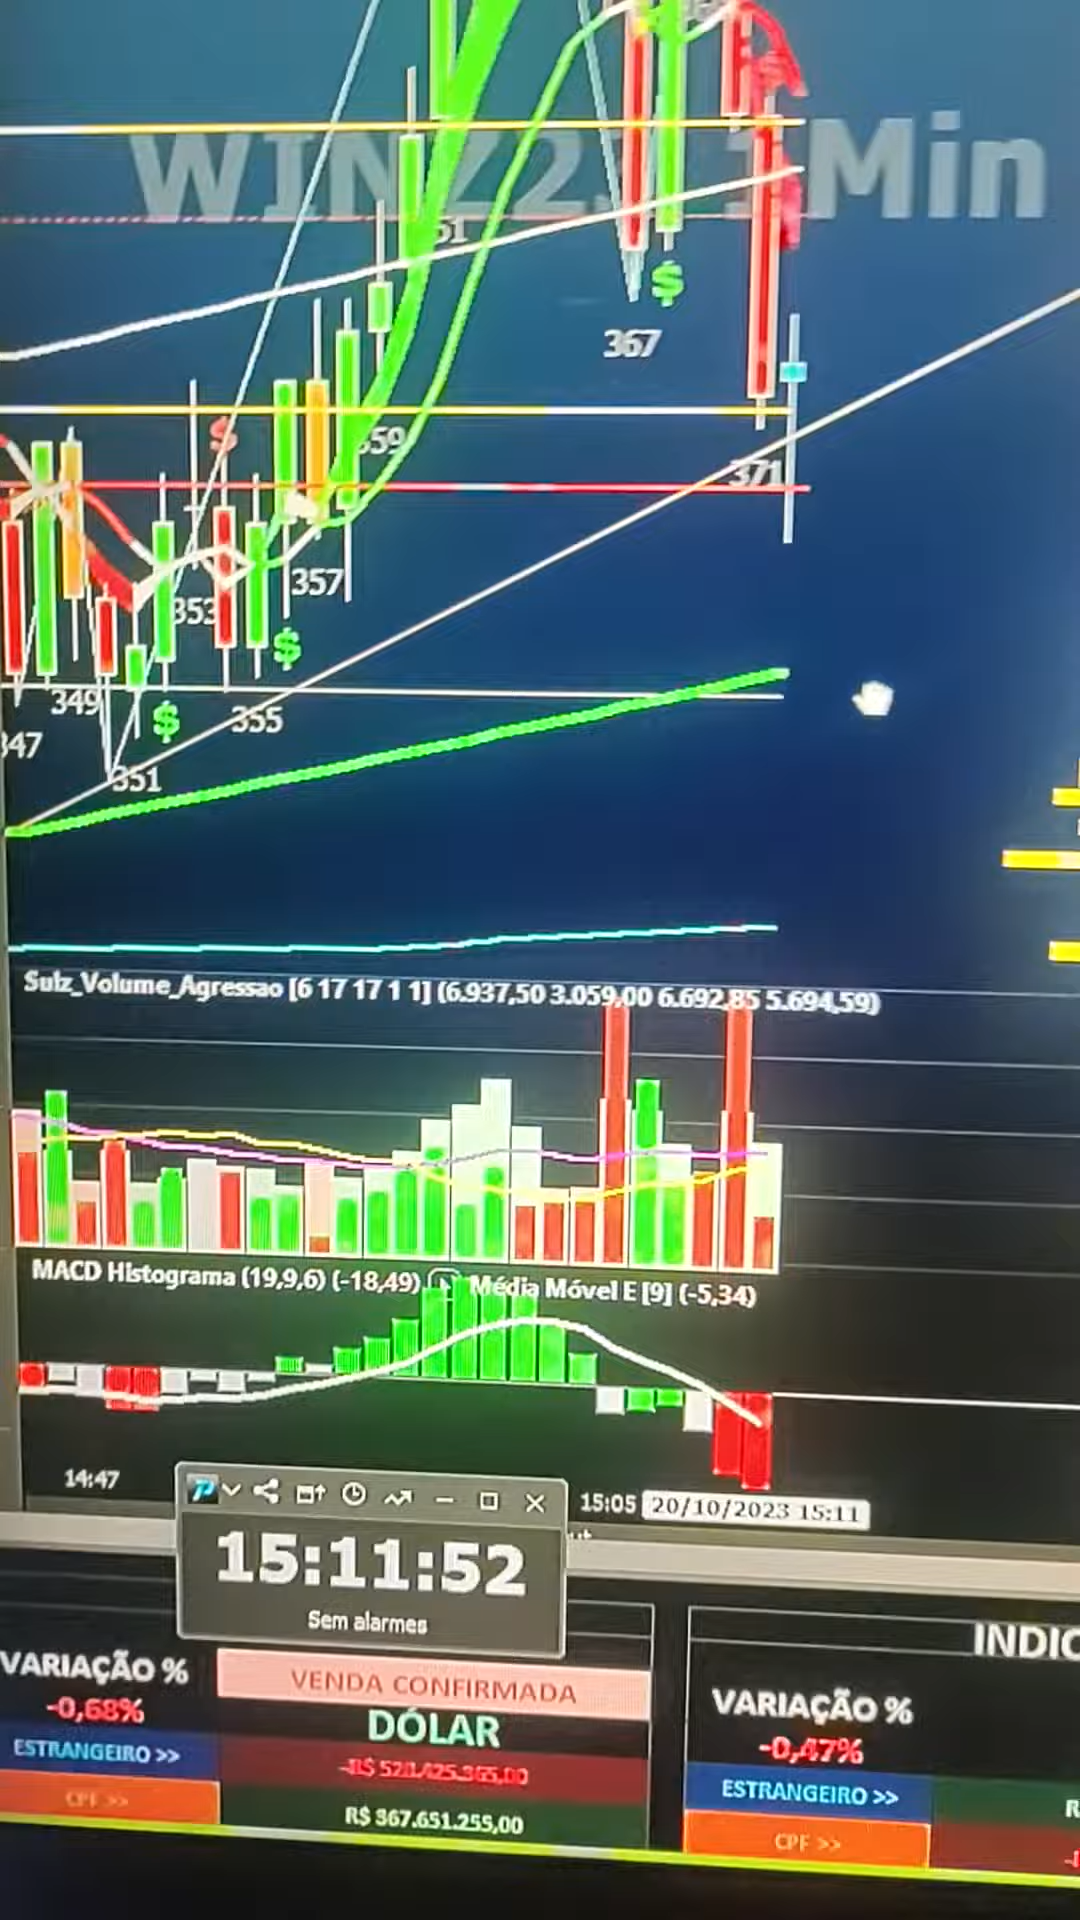 Min
51
$
367
$
359
371
357
353
$
349
$
355
347
351
Sulz_Volume_Agressao [6 17 17 1 1] (6.937,50 3.059,00 6.692,85 5.694,59)
MACD Histograma (19,9,6) (-18,49) Média Móvel E [9] (-5,34)
14:47
15:05 20/10/2023 15:11
15:11:52
Sem alarmes
INDIC
VARIAÇÃO %
-0,68%
ESTRANGEIRO >>
CPF >>
VENDA CONFIRMADA
DÓLAR
R$ 367.651.255,00
VARIAÇÃO %
-0,47%
ESTRANGEIRO >>
CPF >>